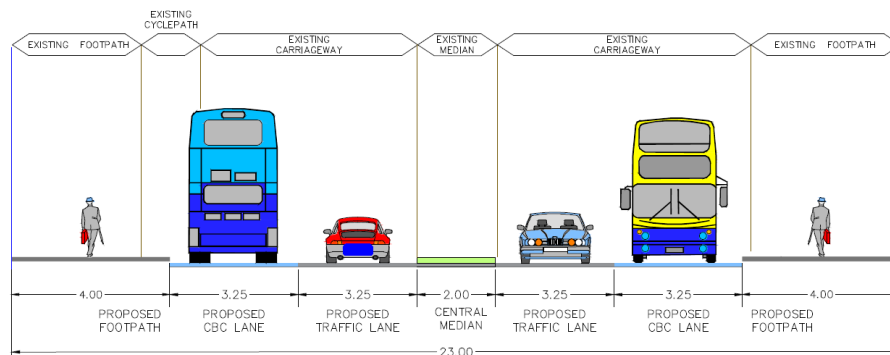 EXISTING
CYCLEPATH
EXISTING FOOTPATH
EXISTING
CARRIAGEWAY
EXISTING
MEDIAN
EXISTING
CARRIAGEWAY
EXISTING FOOTPATH
4.00
3.25
3.25
2.00
3.25
3.25
4.00
PROPOSED
FOOTPATH
PROPOSED
CBC LANE
PROPOSED
TRAFFIC LANE
CENTRAL
MEDIAN
PROPOSED
TRAFFIC LANE
PROPOSED
CBC LANE
PROPOSED
FOOTPATH
23.00